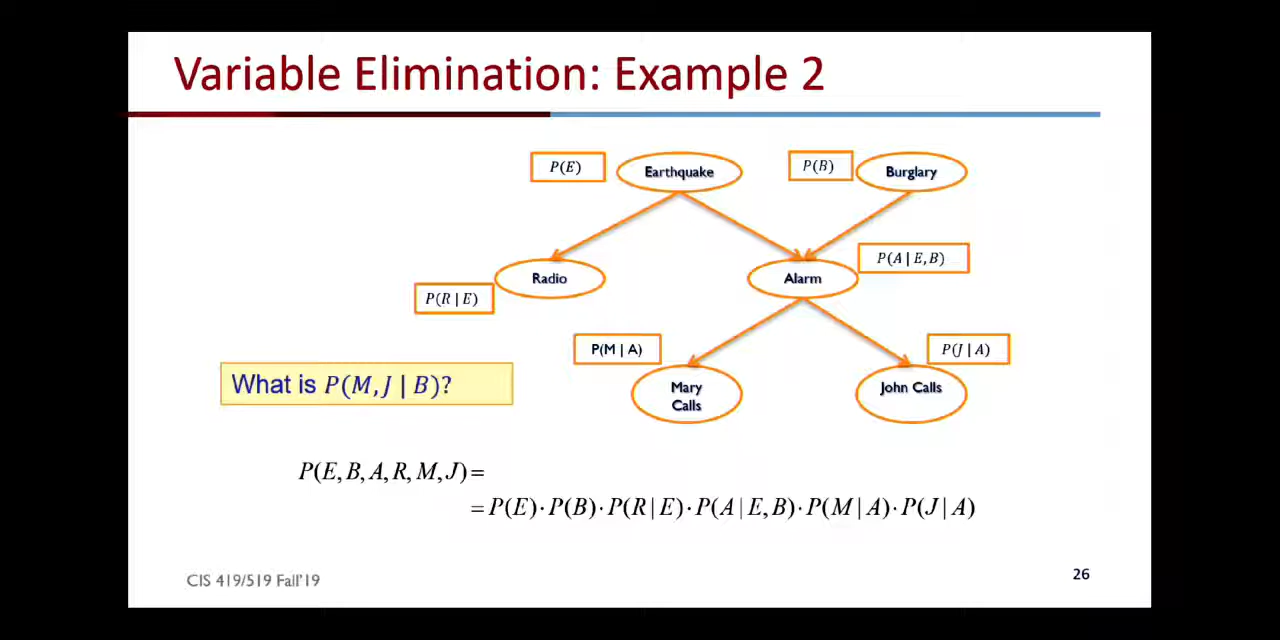 Variable Elimination: Example 2
P(E)
Earthquake
P(B)
Burglary
P(A | E, B)
Radio
Alarm
P(R | E)
P(M | A)
P(J | A)
What is P(M, J | B)?
Mary
Calls
John Calls
P(E, B, A, R, M, J) =
= P(E) · P(B) · P(R | E) · P(A | E, B) · P(M | A) · P(J | A)
CIS 419/519 Fall'19
26